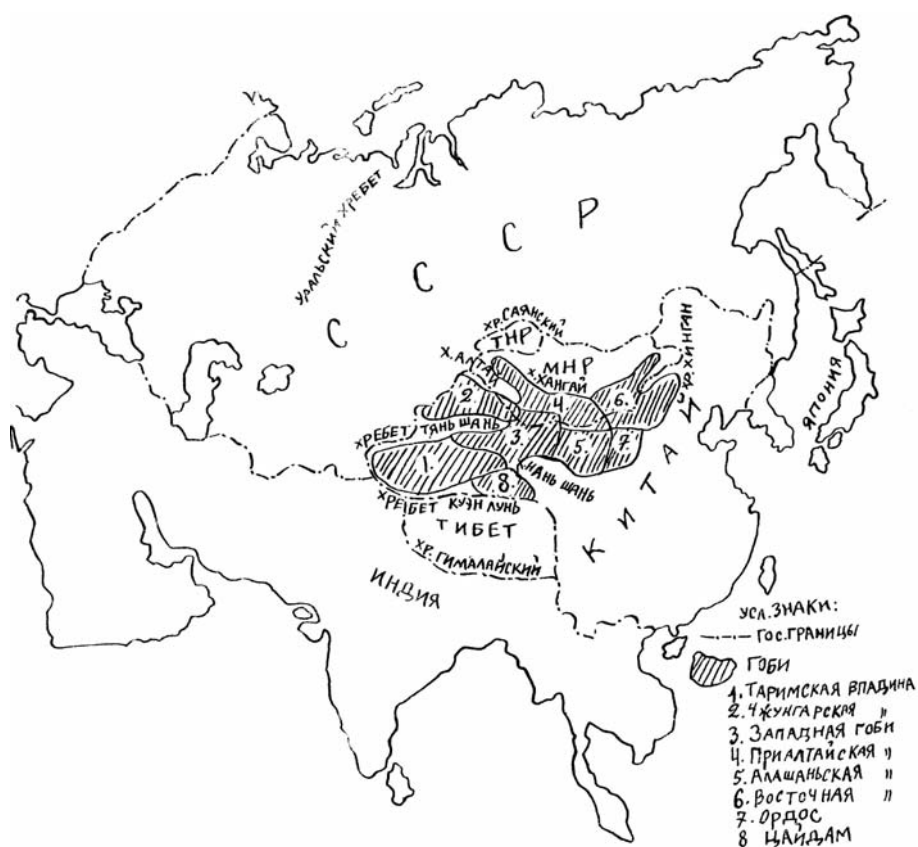 УРАЛЬСКИЙ ХРЕБЕТ
С С С Р
ХР. САЯНСКИЙ
ТНР
МНР
Х. АЛТАЙ
Х. ХАНГАЙ
ХР. ХИНГАН
ЯПОНИЯ
2.
4
6.
ХРЕБЕТ ТЯНЬ ШАНЬ
3.
5.
7
1.
НАНЬ ШАНЬ
8.
ХРЕБЕТ КУЭН ЛУНЬ
ТИБЕТ
КИТАЙ
ХР. ГИМАЛАЙСКИЙ
ИНДИЯ
УСЛ. ЗНАКИ:
ГОС. ГРАНИЦЫ
ГОБИ
1. ТАРИМСКАЯ ВПАДИНА
2. ЧЖУНГАРСКАЯ "
3. ЗАПАДНАЯ ГОБИ
4. ПРИАЛТАЙСКАЯ "
5. АЛАШАНЬСКАЯ "
6. ВОСТОЧНАЯ "
7. ОРДОС
8 ЦАЙДАМ